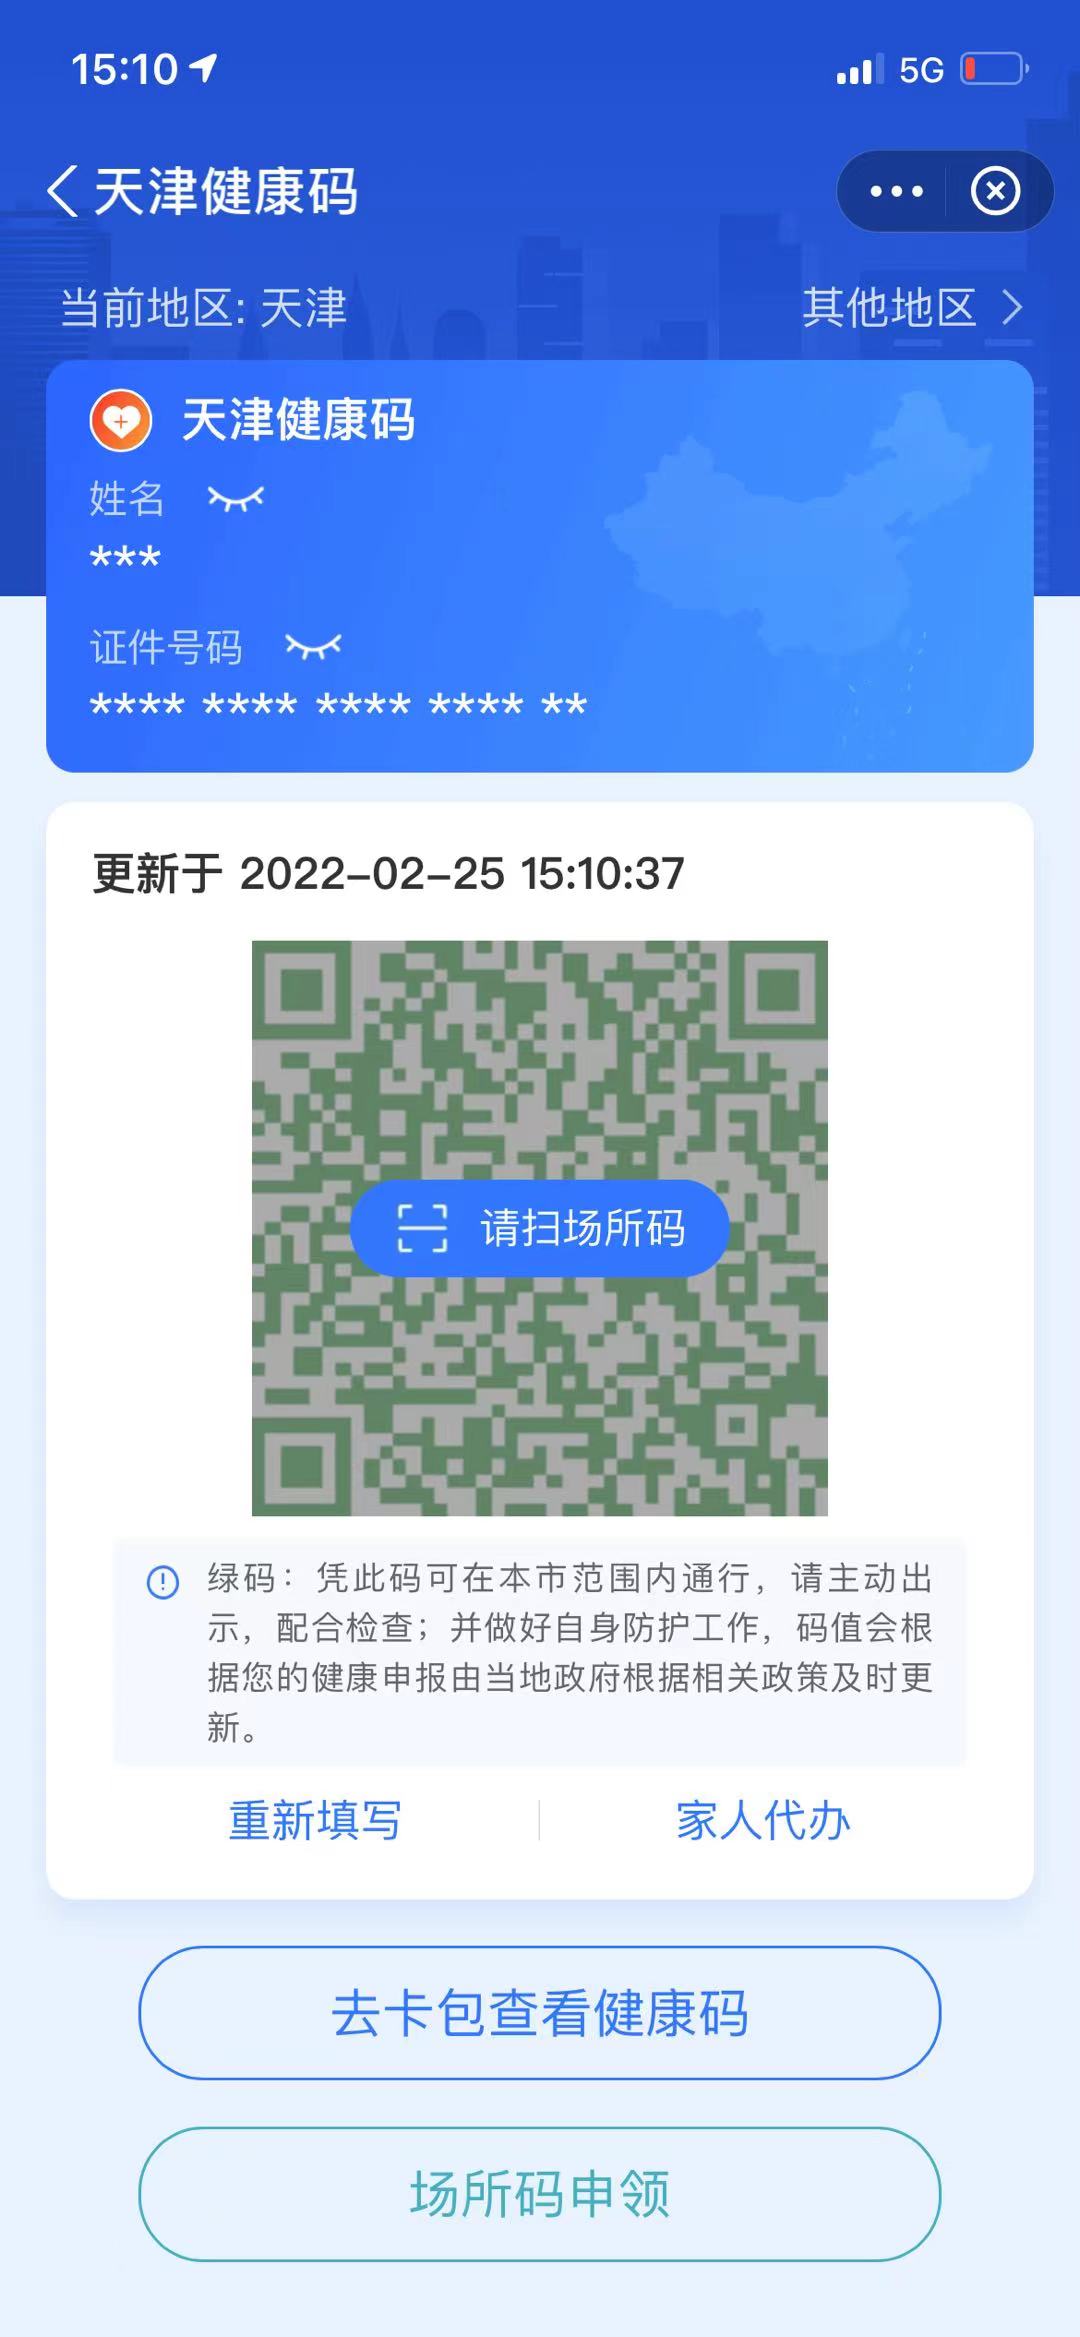 15:10
5G
天津健康码
当前地区: 天津
其他地区
天津健康码
姓名
***
证件号码
**** **** **** **** **
更新于 2022-02-25 15:10:37
请扫场所码
绿码：凭此码可在本市范围内通行，请主动出
示，配合检查；并做好自身防护工作，码值会根
据您的健康申报由当地政府根据相关政策及时更
新。
重新填写
家人代办
去卡包查看健康码
场所码申领